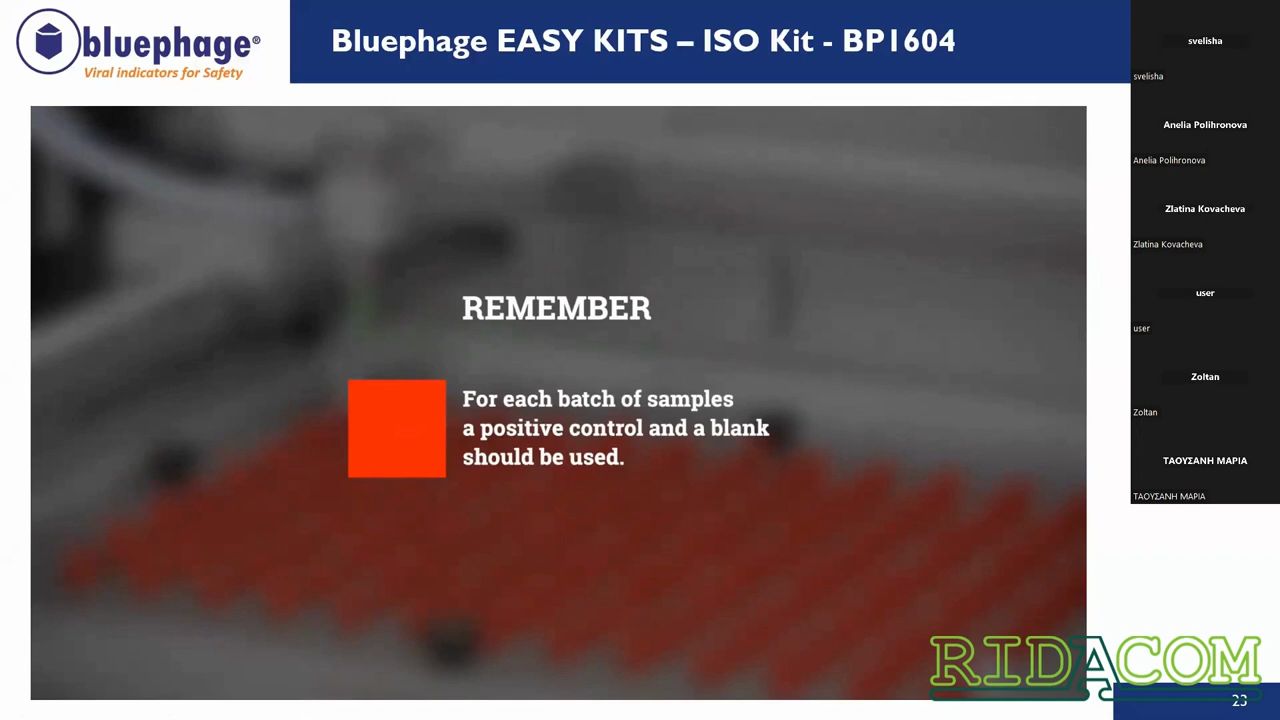 bluephage®
Viral indicators for Safety
Bluephage EASY KITS – ISO Kit - BP1604
REMEMBER
For each batch of samples
a positive control and a blank
should be used.
svelisha
svelisha
Anelia Polihronova
Anelia Polihronova
Zlatina Kovacheva
Zlatina Kovacheva
user
user
Zoltan
Zoltan
ΤΑΟΥΣΑΝΗ ΜΑΡΙΑ
ΤΑΟΥΣΑΝΗ ΜΑΡΙΑ
RIDACOM
23